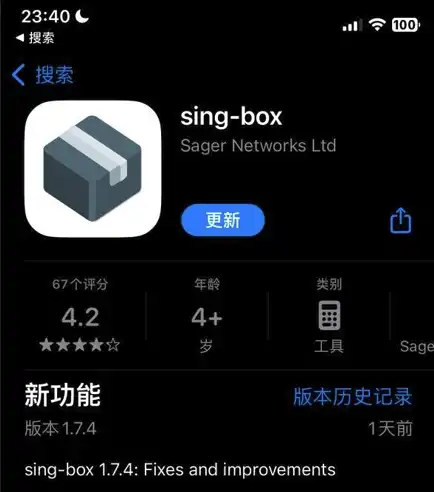 23:40
100
◀ 搜索
搜索
sing-box
Sager Networks Ltd
更新
67个评分
年龄
类别
4.2
4+
★★★★☆
岁
工具
Sage
新功能
版本历史记录
版本 1.7.4
1天前
sing-box 1.7.4: Fixes and improvements